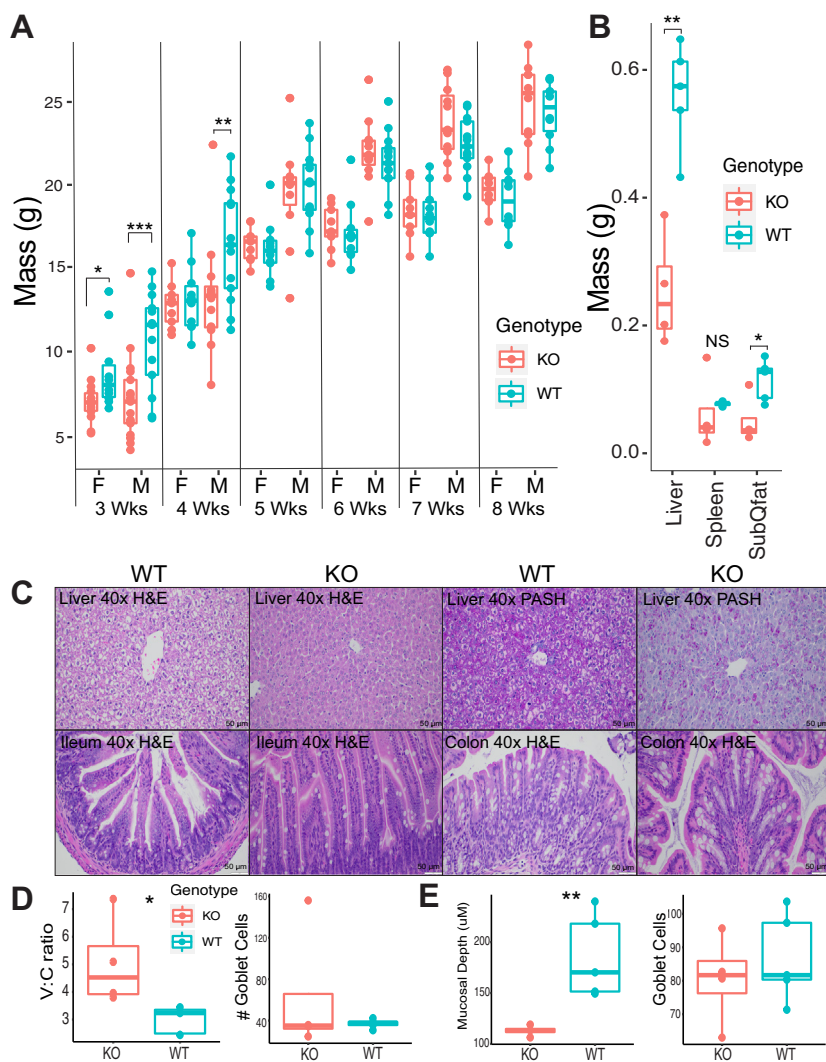 A
Mass (g)
25
20
15
10
5
*
***
**
Genotype
KO
WT
F M F M F M F M F M F M
3 Wks 4 Wks 5 Wks 6 Wks 7 Wks 8 Wks
B
Mass (g)
0.6
0.4
0.2
0.0
**
NS
*
Genotype
KO
WT
Liver
Spleen
SubQfat
C
WT KO WT KO
Liver 40x H&E
50 µm
Liver 40x H&E
50 µm
Liver 40x PASH
50 µm
Liver 40x PASH
50 µm
Ileum 40x H&E
50 µm
Ileum 40x H&E
50 µm
Colon 40x H&E
50 µm
Colon 40x H&E
50 µm
D
V:C ratio
7
6
5
4
3
*
Genotype
KO
WT
KO WT
# Goblet Cells
160
120
80
40
KO WT
E
Mucosal Depth (uM)
200
150
100
**
KO WT
Goblet Cells
100
90
80
70
KO WT